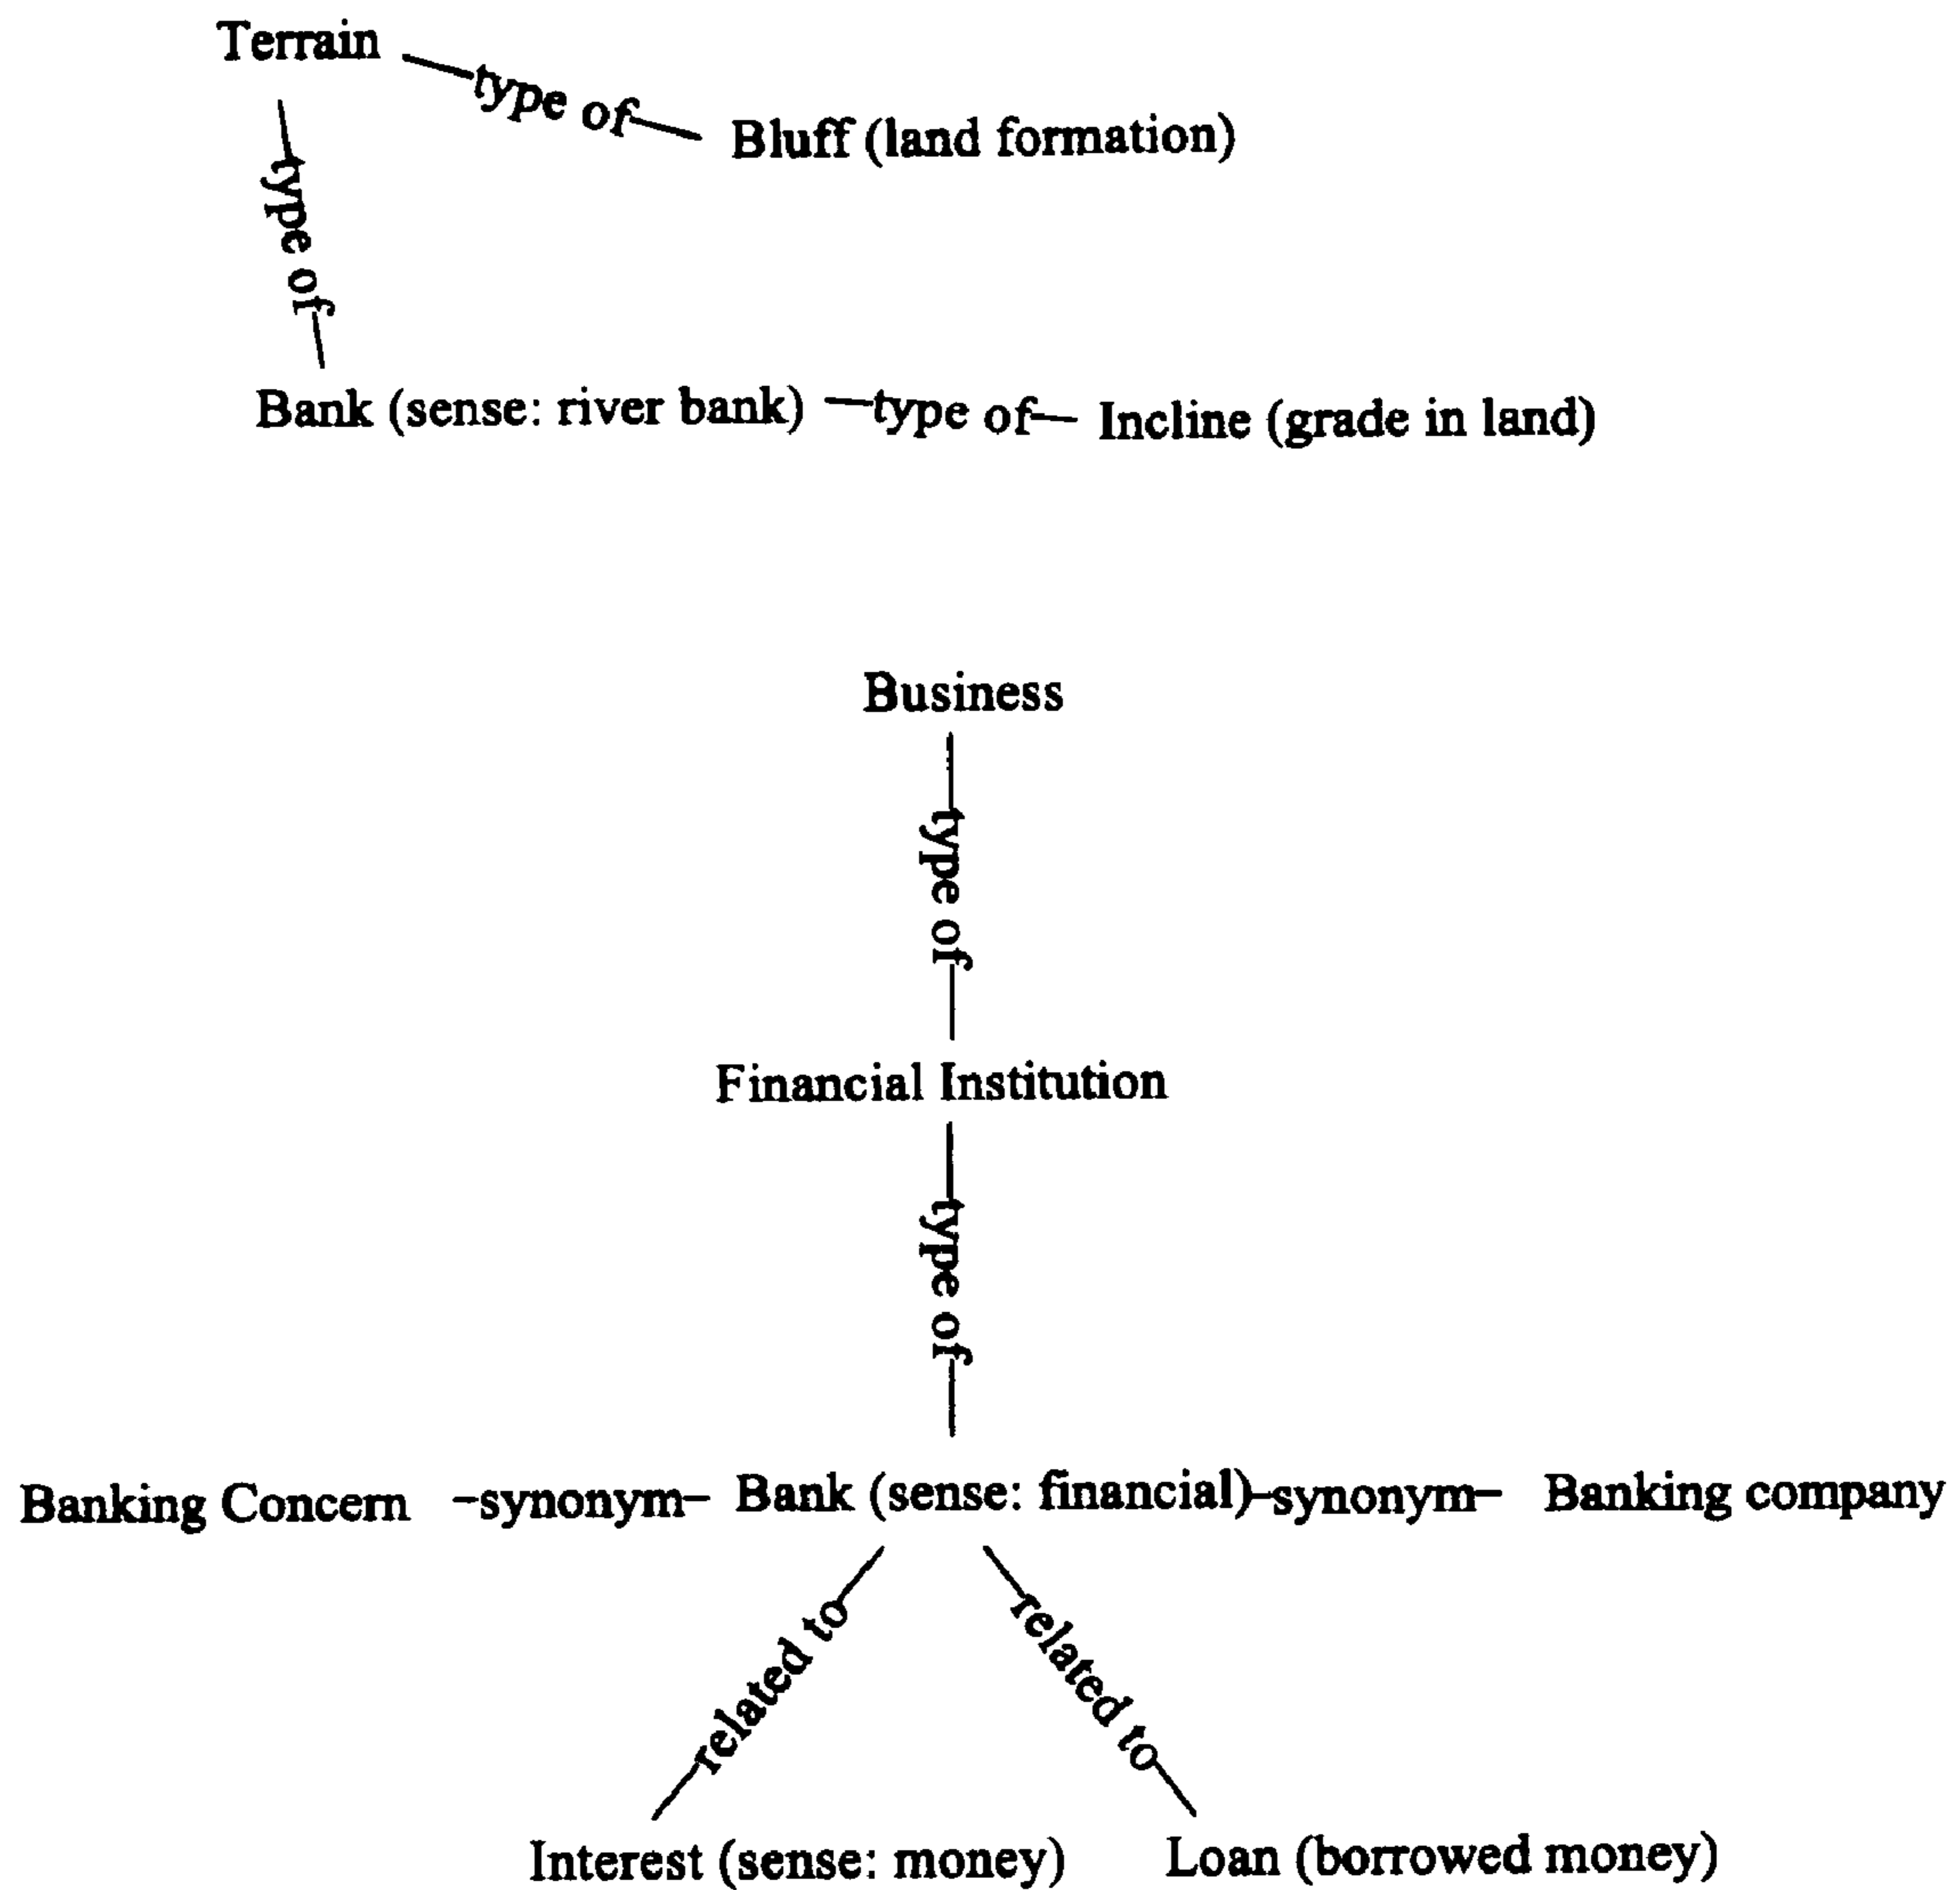 Terrain
type of
Bluff (land formation)
type of
Bank (sense: river bank) type of Incline (grade in land)
Business
type of
Financial Institution
type of
Banking Concern synonym Bank (sense: financial) synonym Banking company
related to
related to
Interest (sense: money) Loan (borrowed money)